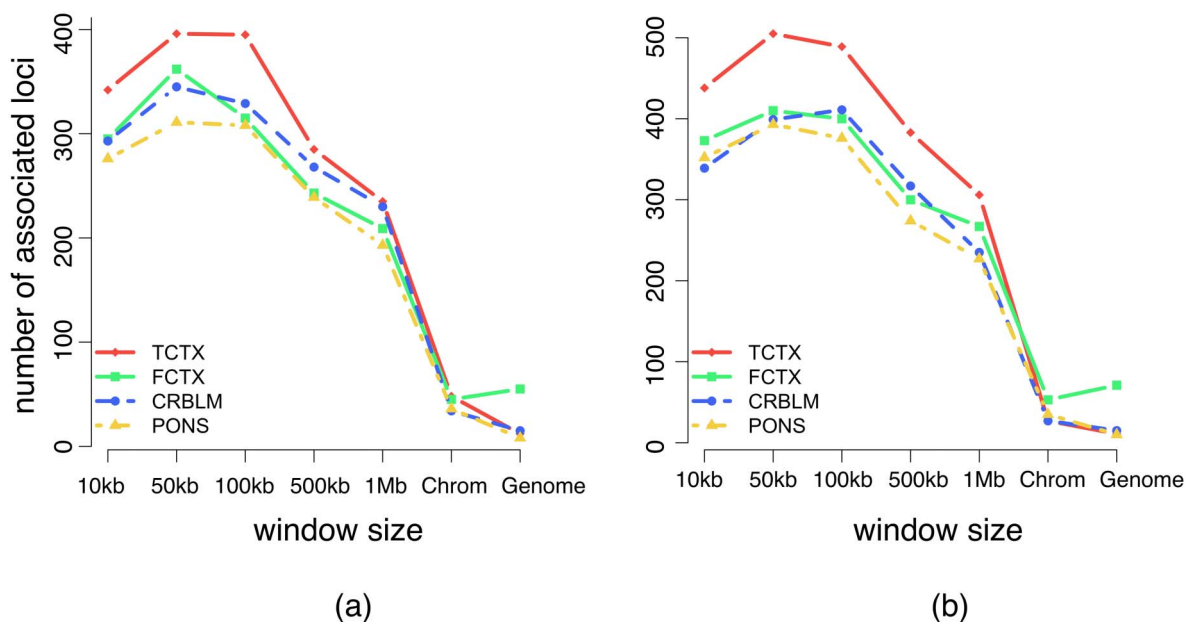 number of associated loci
400
300
200
100
0
TCTX
FCTX
CRBLM
PONS
10kb 50kb 100kb 500kb 1Mb Chrom Genome
window size
(a)
500
400
300
200
100
0
TCTX
FCTX
CRBLM
PONS
10kb 50kb 100kb 500kb 1Mb Chrom Genome
window size
(b)